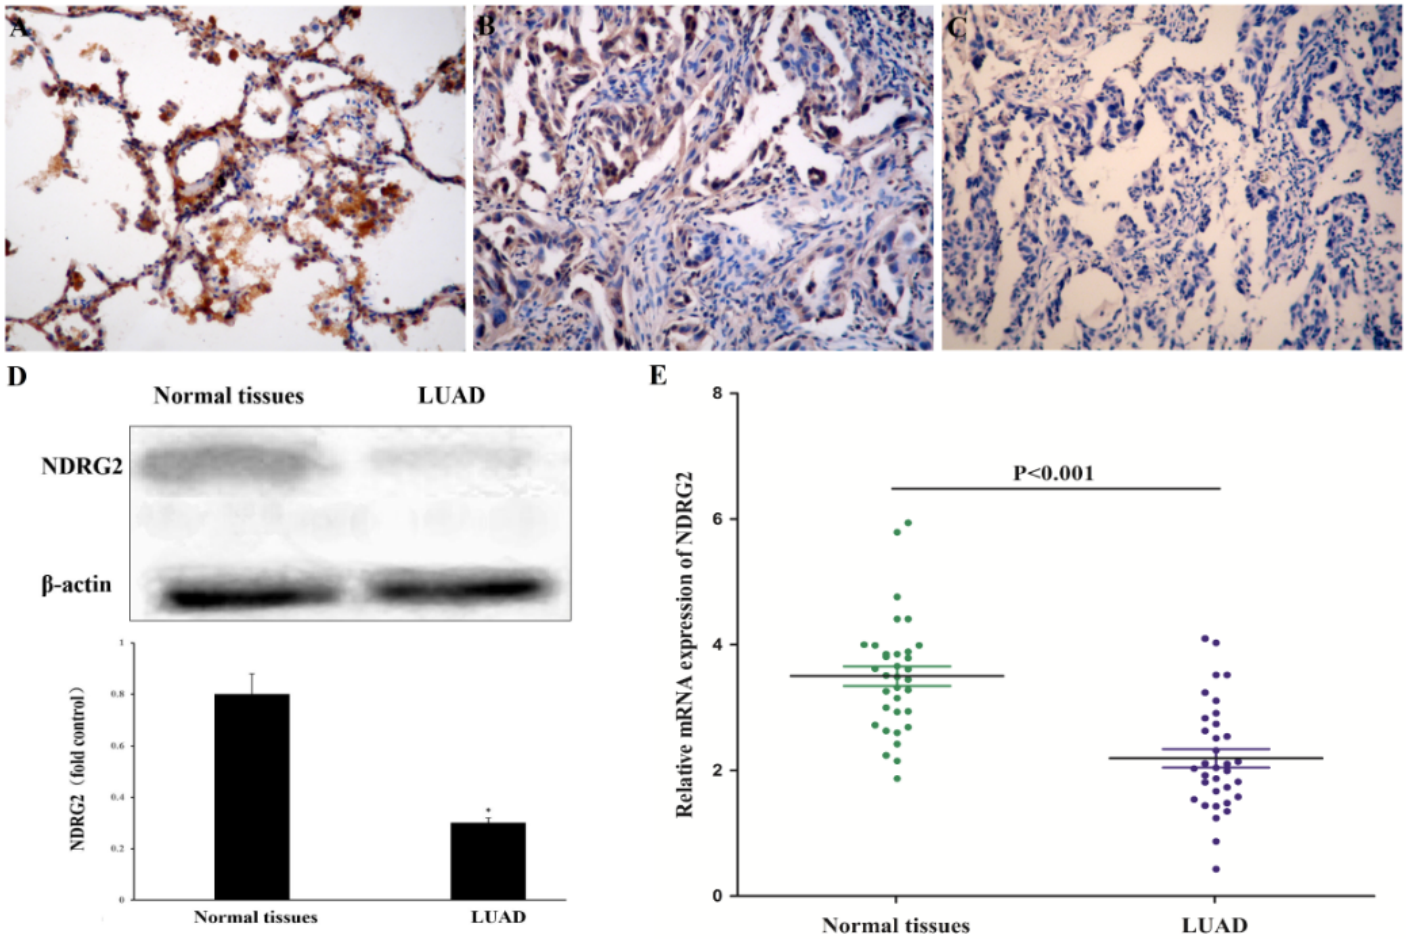 A
B
C
D
Normal tissues
LUAD
NDRG2
β-actin
1
0.8
0.6
0.4
0.2
0
NDRG2 (fold control)
*
Normal tissues
LUAD
E
8
6
4
2
0
Relative mRNA expression of NDRG2
P<0.001
Normal tissues
LUAD